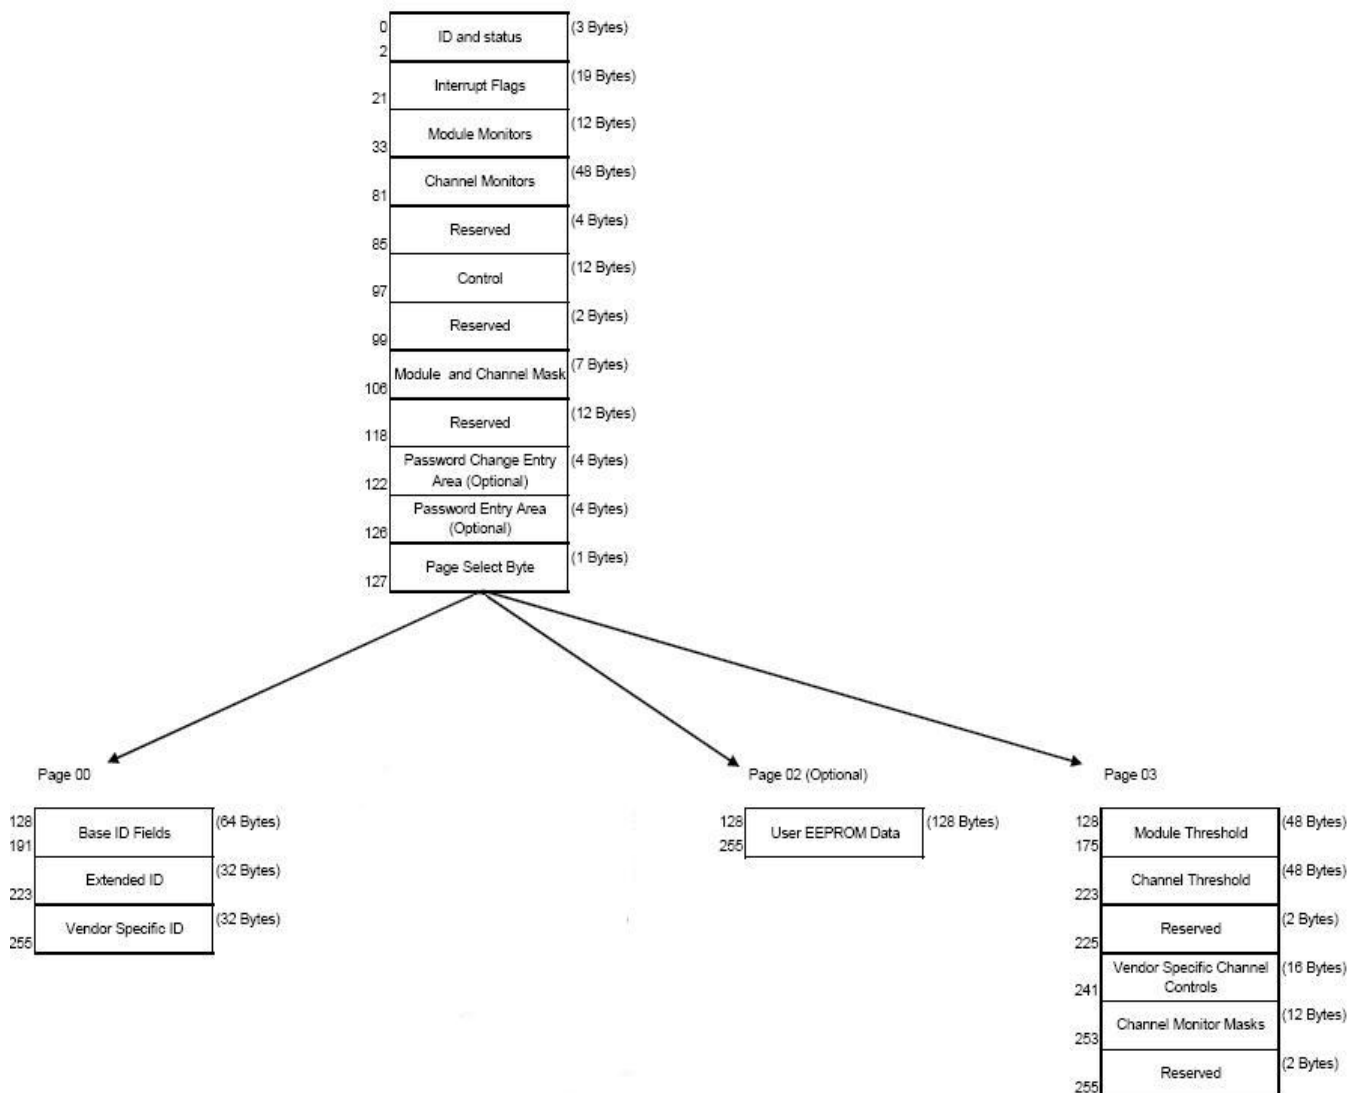 0
ID and status
(3 Bytes)
2
Interrupt Flags
(19 Bytes)
21
Module Monitors
(12 Bytes)
33
Channel Monitors
(48 Bytes)
81
Reserved
(4 Bytes)
85
Control
(12 Bytes)
97
Reserved
(2 Bytes)
99
Module and Channel Mask
(7 Bytes)
106
Reserved
(12 Bytes)
118
Password Change Entry
Area (Optional)
(4 Bytes)
122
Password Entry Area
(Optional)
(4 Bytes)
126
Page Select Byte
(1 Bytes)
127
Page 00
128
Base ID Fields
(64 Bytes)
191
Extended ID
(32 Bytes)
223
Vendor Specific ID
(32 Bytes)
255
Page 02 (Optional)
128
User EEPROM Data
(128 Bytes)
255
Page 03
128
Module Threshold
(48 Bytes)
175
Channel Threshold
(48 Bytes)
223
Reserved
(2 Bytes)
225
Vendor Specific Channel
Controls
(16 Bytes)
241
Channel Monitor Masks
(12 Bytes)
253
Reserved
(2 Bytes)
255